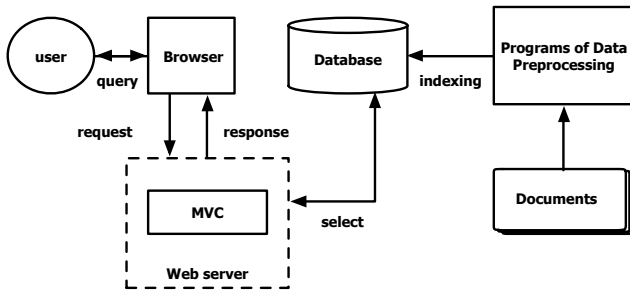 user
query
Browser
Database
indexing
Programs of Data
Preprocessing
request
response
MVC
Web server
select
Documents